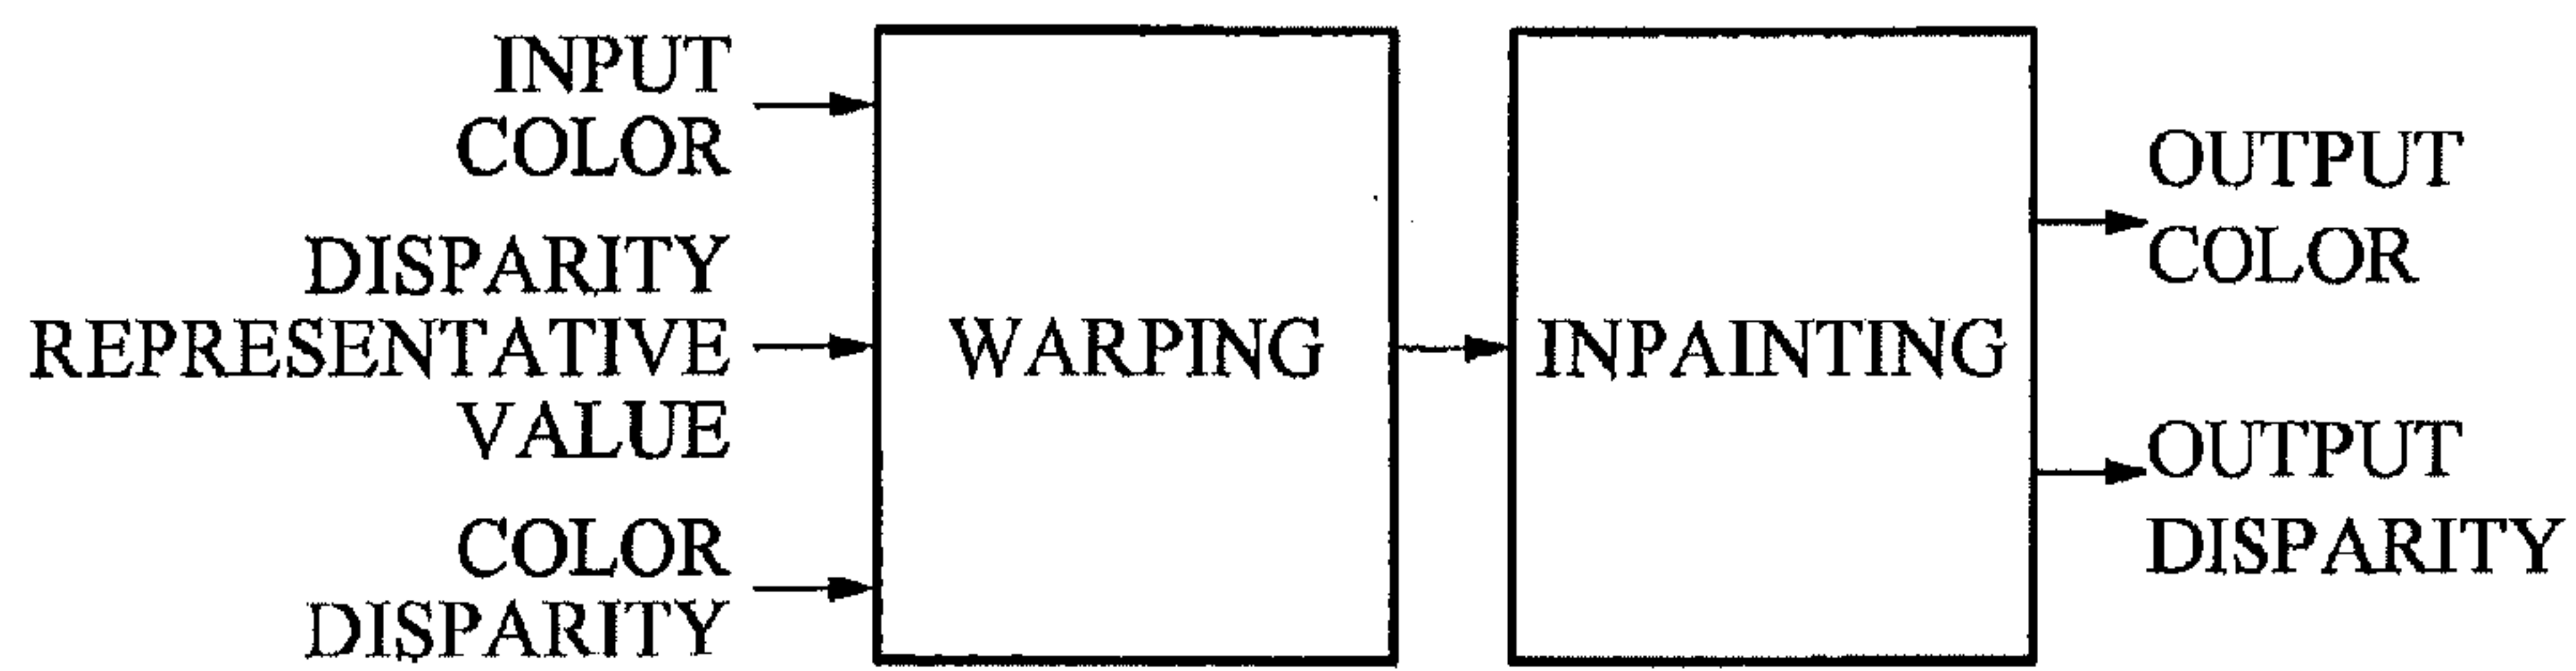 INPUT
COLOR
DISPARITY
REPRESENTATIVE
VALUE
COLOR
DISPARITY
WARPING
INPAINTING
OUTPUT
COLOR
OUTPUT
DISPARITY